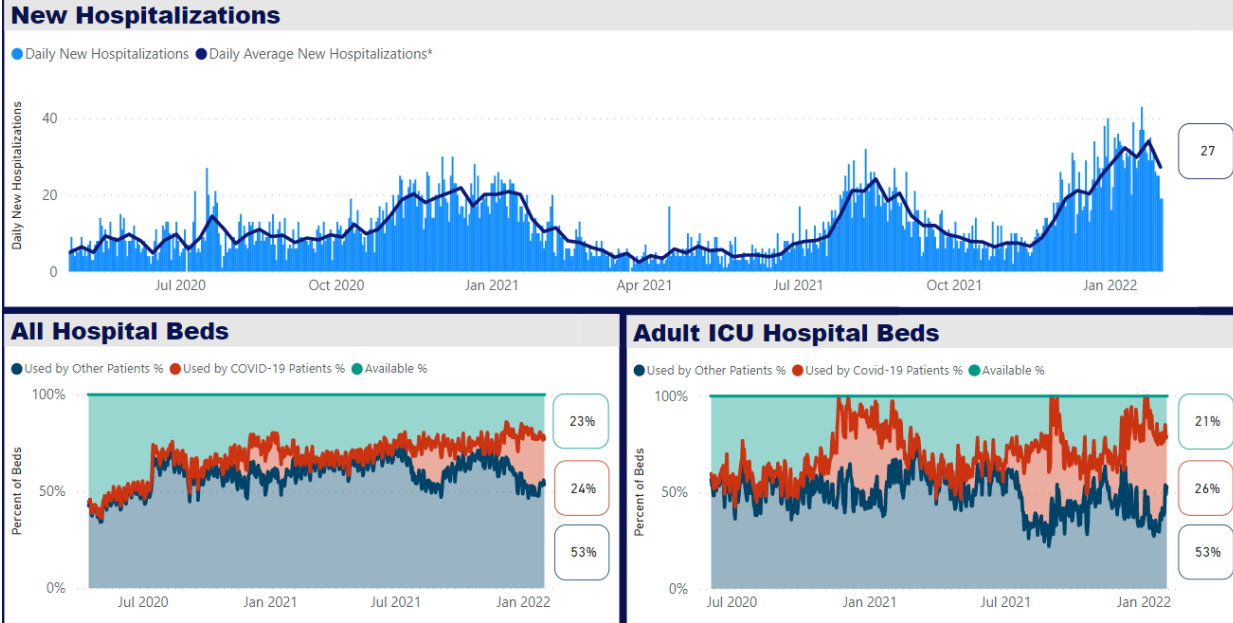 New Hospitalizations
Daily New Hospitalizations Daily Average New Hospitalizations*
Daily New Hospitalizations
40
20
0
27
Jul 2020 Oct 2020 Jan 2021 Apr 2021 Jul 2021 Oct 2021 Jan 2022
All Hospital Beds
Used by Other Patients % Used by COVID-19 Patients % Available %
Percent of Beds
100%
50%
0%
23%
24%
53%
Jul 2020 Jan 2021 Jul 2021 Jan 2022
Adult ICU Hospital Beds
Used by Other Patients % Used by Covid-19 Patients % Available %
Percent of Beds
100%
50%
0%
21%
26%
53%
Jul 2020 Jan 2021 Jul 2021 Jan 2022